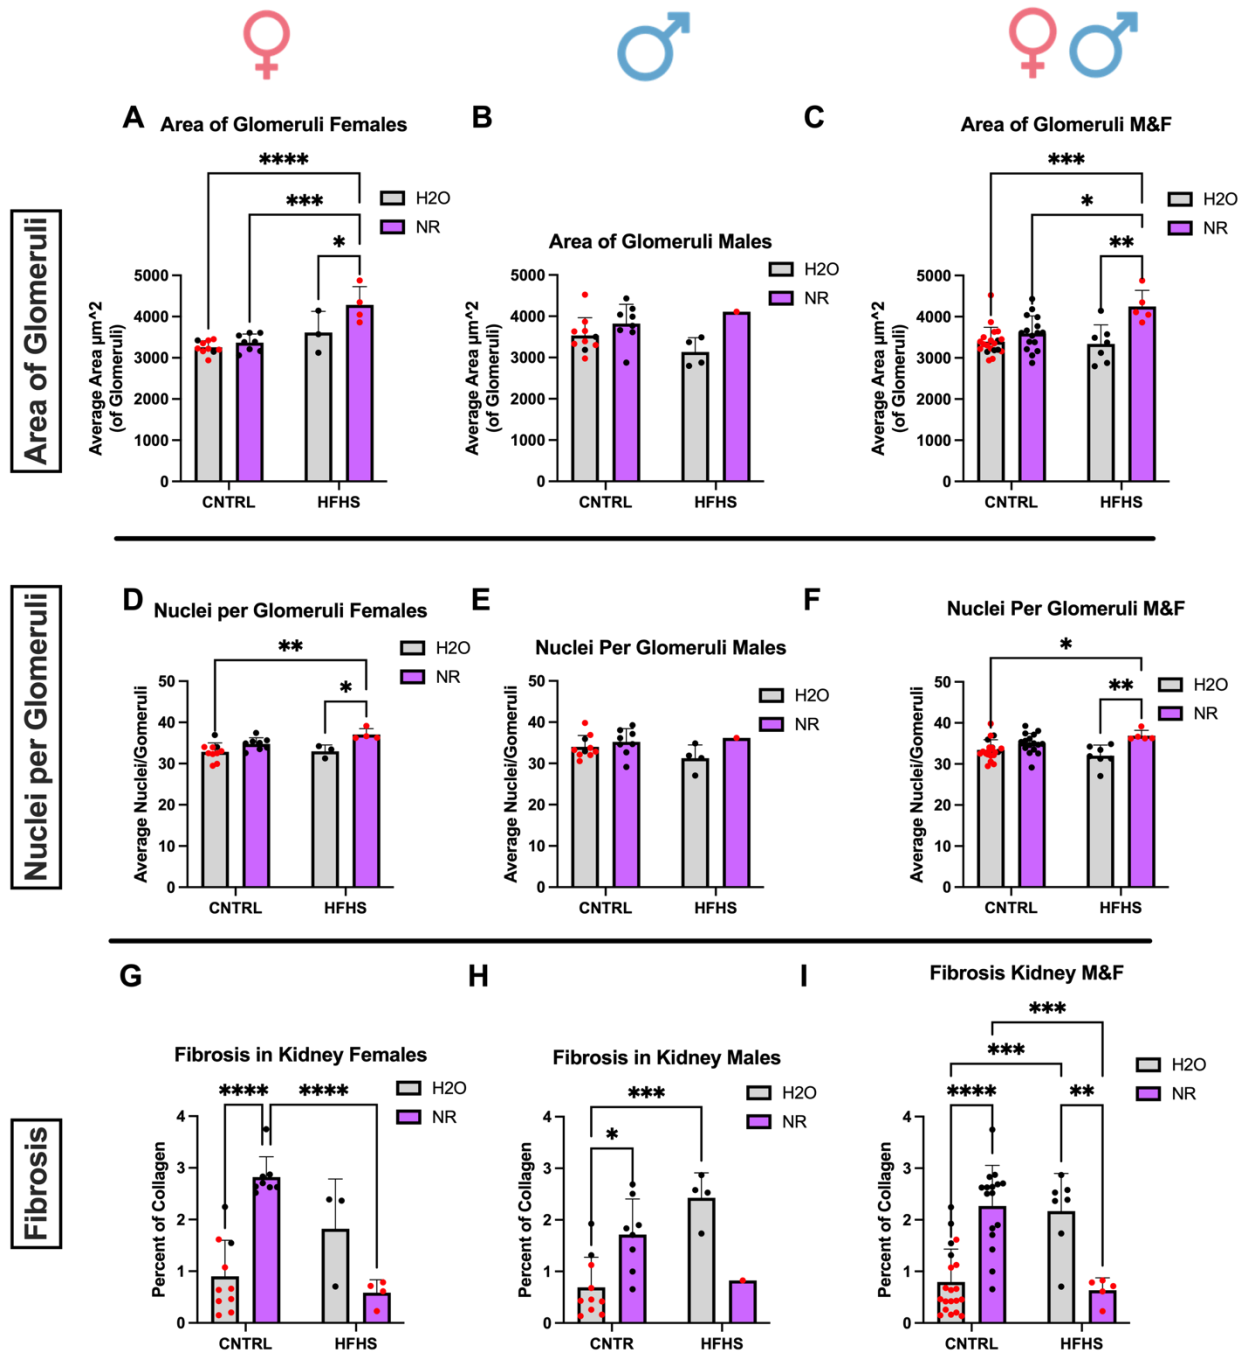 Area of Glomeruli
A
Area of Glomeruli Females
****
***
*
H2O
NR
Average Area µm^2
(of Glomeruli)
5000
4000
3000
2000
1000
0
CNTRL
HFHS
B
Area of Glomeruli Males
H2O
NR
Average Area µm^2
(of Glomeruli)
5000
4000
3000
2000
1000
0
CNTRL
HFHS
C
Area of Glomeruli M&F
***
*
**
H2O
NR
Average Area µm^2
(of Glomeruli)
5000
4000
3000
2000
1000
0
CNTRL
HFHS
Nuclei per Glomeruli
D
Nuclei per Glomeruli Females
**
*
H2O
NR
Average Nuclei/Gomeruli
50
40
30
20
10
0
CNTRL
HFHS
E
Nuclei Per Glomeruli Males
H2O
NR
Average Nuclei/Gomeruli
50
40
30
20
10
0
CNTRL
HFHS
F
Nuclei Per Glomeruli M&F
*
**
H2O
NR
Average Nuclei/Gomeruli
50
40
30
20
10
0
CNTRL
HFHS
Fibrosis
G
Fibrosis in Kidney Females
****
****
H2O
NR
Percent of Collagen
4
3
2
1
0
CNTRL
HFHS
H
Fibrosis in Kidney Males
***
*
H2O
NR
Percent of Collagen
4
3
2
1
0
CNTR
HFHS
I
Fibrosis Kidney M&F
***
***
****
**
H2O
NR
Percent of Collagen
4
3
2
1
0
CNTRL
HFHS